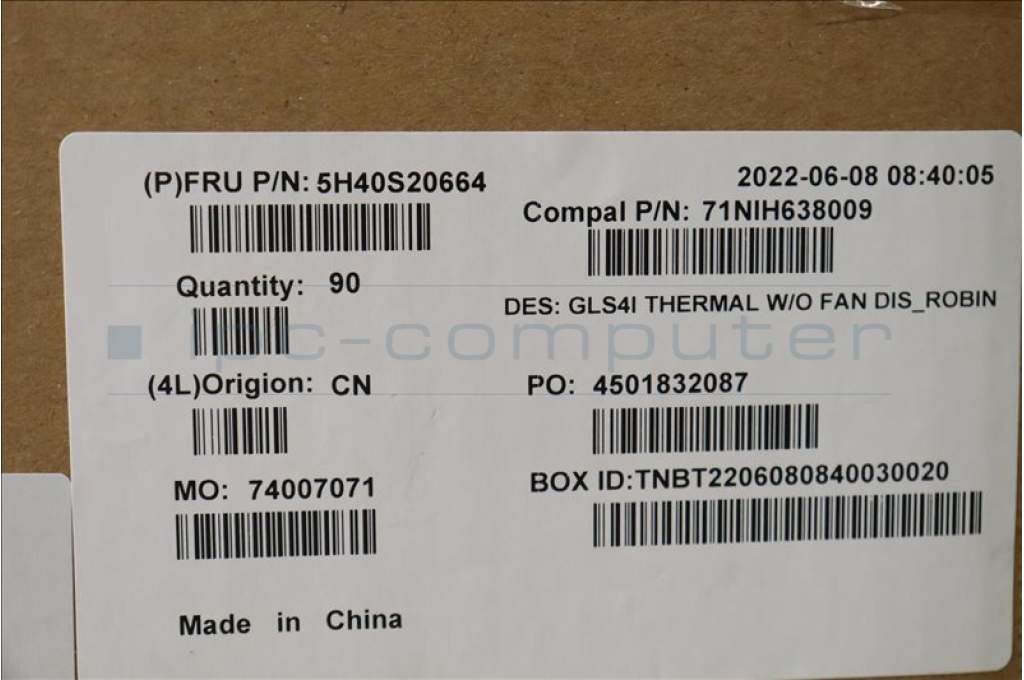 (P)FRU P/N: 5H40S20664
2022-06-08 08:40:05
Compal P/N: 71NIH638009
Quantity: 90
DES: GLS4I THERMAL W/O FAN DIS_ROBIN
ipc-computer
(4L)Origion: CN
PO: 4501832087
MO: 74007071
BOX ID:TNBT2206080840030020
Made in China